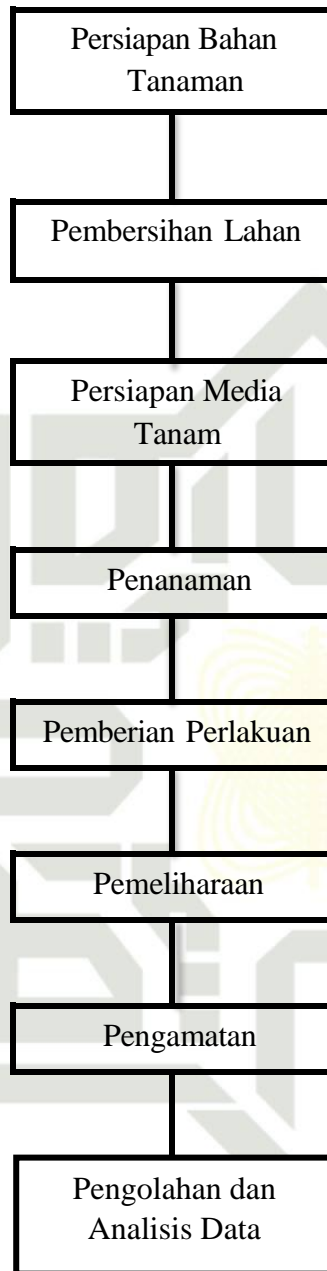 Persiapan Bahan
Tanaman
Pembersihan Lahan
Persiapan Media
Tanam
Penanaman
Pemberian Perlakuan
Pemeliharaan
Pengamatan
Pengolahan dan
Analisis Data